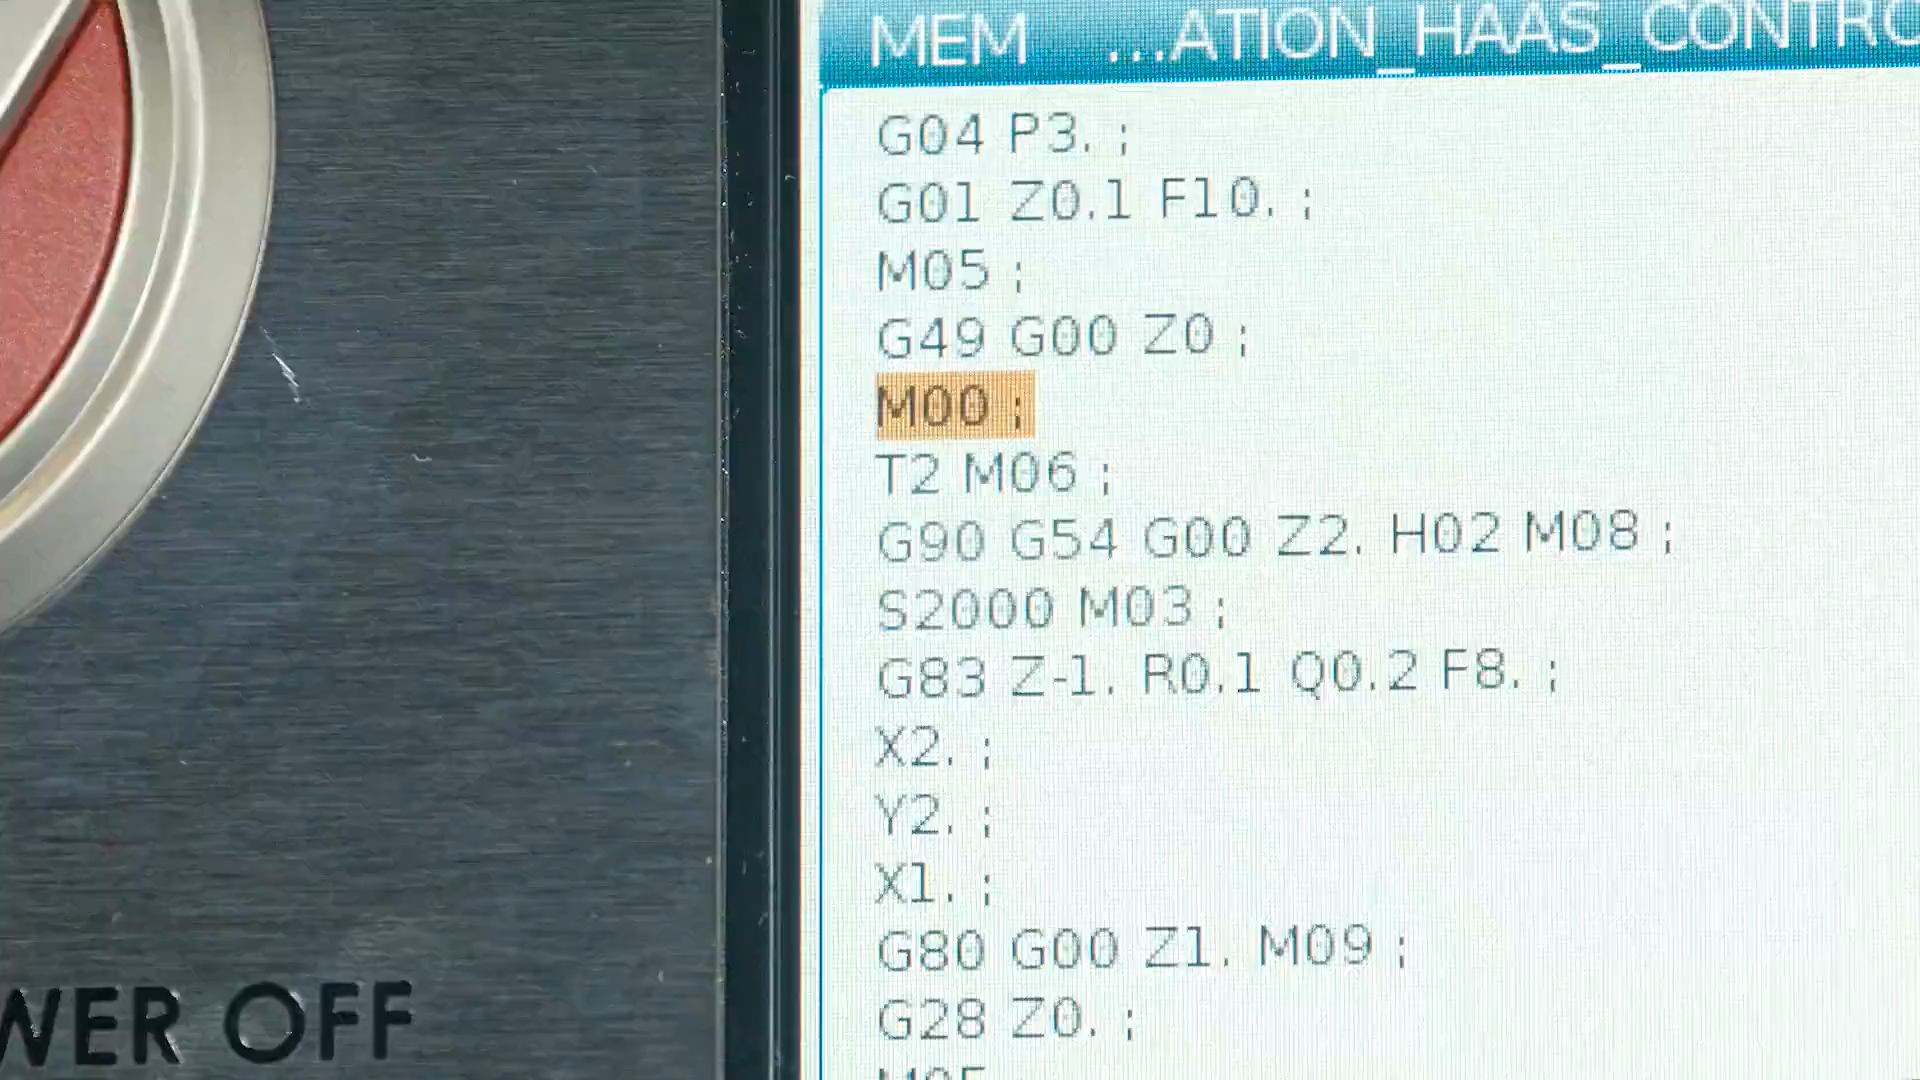 MEM ...ATION_HAAS_CONTRO
G04 P3. ;
G01 Z0.1 F10. ;
M05 ;
G49 G00 Z0 ;
M00 ;
T2 M06 ;
G90 G54 G00 Z2. H02 M08 ;
S2000 M03 ;
G83 Z-1. R0.1 Q0.2 F8. ;
X2. ;
Y2. ;
X1. ;
G80 G00 Z1. M09 ;
G28 Z0. ;
WER OFF